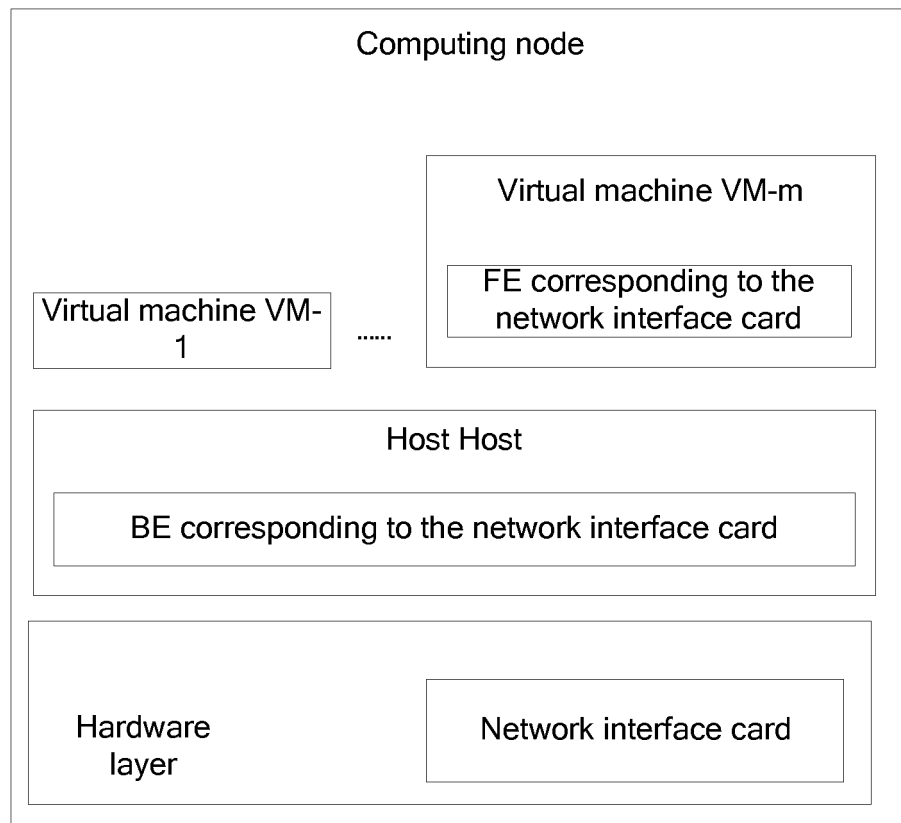 Computing node
Virtual machine VM-m
FE corresponding to the
network interface card
Virtual machine VM-
1
......
Host Host
BE corresponding to the network interface card
Hardware
layer
Network interface card